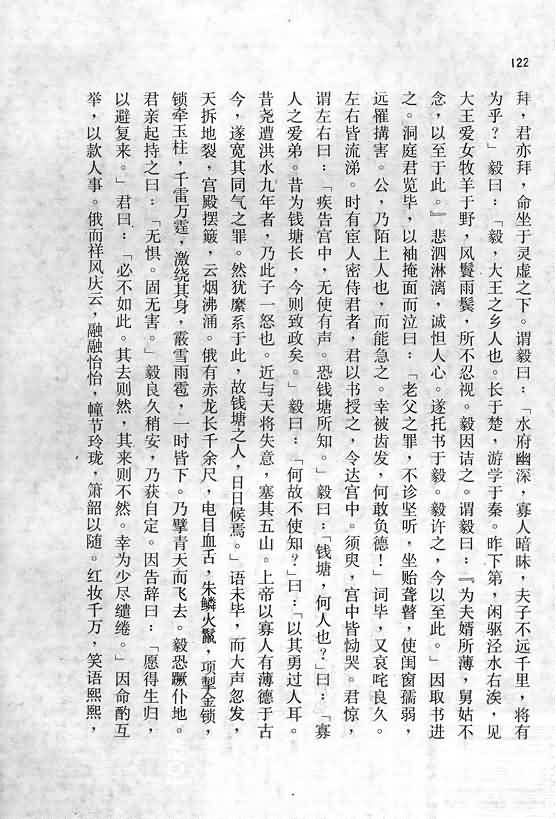 122
拜，君亦拜，命坐于灵虚之下。谓毅曰：「水府幽深，寡人暗昧，夫子不远千里，将有
为乎？」毅曰：「毅，大王之乡人也。长于楚，游学于秦。昨下第，闲驱泾水右涘，见
大王爱女牧羊于野，风鬟雨鬓，所不忍视。毅因诘之。谓毅曰：『为夫婿所薄，舅姑不
念，以至于此。』悲泗淋漓，诚怛人心。遂托书于毅。毅许之，今以至此。」因取书进
之。洞庭君览毕，以袖掩面而泣曰：「老父之罪，不诊坚听，坐贻聋瞽，使闺窗孺弱，
远罹搆害。公，乃陌上人也，而能急之。幸被齿发，何敢负德！」词毕，又哀咤良久。
左右皆流涕。时有宦人密侍君者，君以书授之，令达宫中。须臾，宫中皆恸哭。君惊，
谓左右曰：「疾告宫中，无使有声。恐钱塘所知。」毅曰：「钱塘，何人也？」曰：「寡
人之爱弟。昔为钱塘长，今则致政矣。」毅曰：「何故不使知？」曰：「以其勇过人耳。
昔尧遭洪水九年者，乃此子一怒也。近与天将失意，塞其五山。上帝以寡人有薄德于古
今，遂宽其同气之罪。然犹縻系于此，故钱塘之人，日日候焉。」语未毕，而大声忽发，
天拆地裂，宫殿摆簸，云烟沸涌。俄有赤龙长千余尺，电目血舌，朱鳞火鬣，项掣金锁，
锁牵玉柱，千雷万霆，激绕其身，霰雪雨雹，一时皆下。乃擘青天而飞去。毅恐蹶仆地。
君亲起持之曰：「无惧。固无害。」毅良久稍安，乃获自定。因告辞曰：「愿得生归，
以避复来。」君曰：「必不如此。其去则然，其来则不然。幸为少尽缱绻。」因命酌互
举，以款人事。俄而祥风庆云，融融怡怡，幢节玲珑，箫韶以随。红妆千万，笑语熙熙，